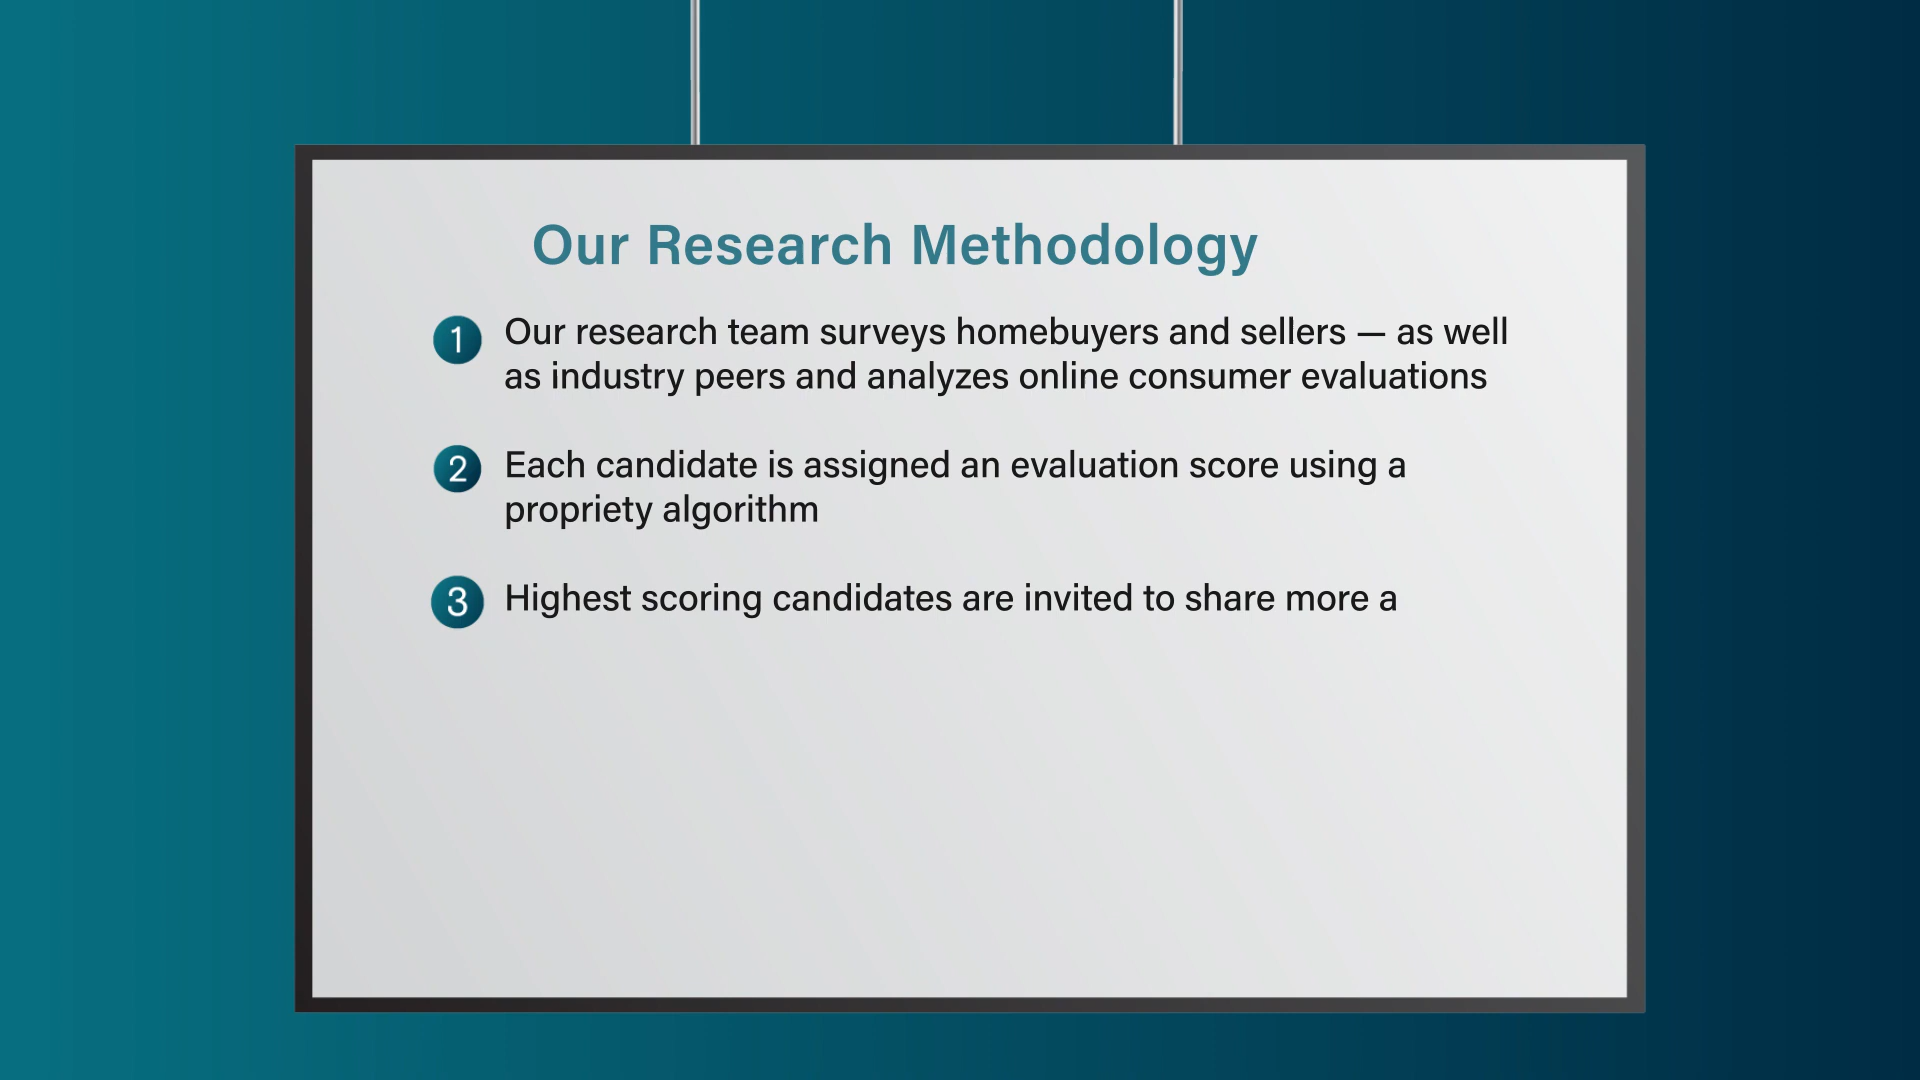 Our Research Methodology
1 Our research team surveys homebuyers and sellers — as well
as industry peers and analyzes online consumer evaluations
2 Each candidate is assigned an evaluation score using a
propriety algorithm
3 Highest scoring candidates are invited to share more a